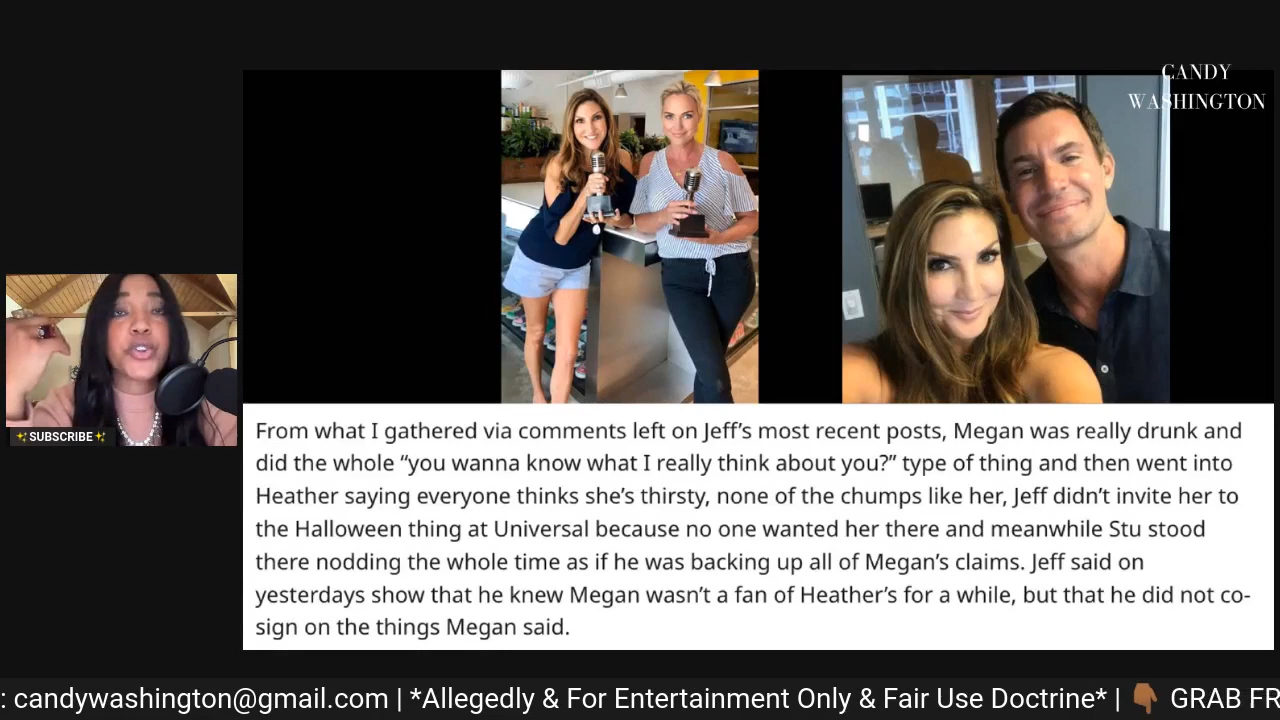 CANDY
WASHINGTON
✨SUBSCRIBE✨
From what I gathered via comments left on Jeff’s most recent posts, Megan was really drunk and
did the whole “you wanna know what I really think about you?” type of thing and then went into
Heather saying everyone thinks she’s thirsty, none of the chumps like her, Jeff didn’t invite her to
the Halloween thing at Universal because no one wanted her there and meanwhile Stu stood
there nodding the whole time as if he was backing up all of Megan’s claims. Jeff said on
yesterdays show that he knew Megan wasn’t a fan of Heather’s for a while, but that he did not co-
sign on the things Megan said.
: candywashington@gmail.com | *Allegedly & For Entertainment Only & Fair Use Doctrine* | 👇🏾 GRAB FR